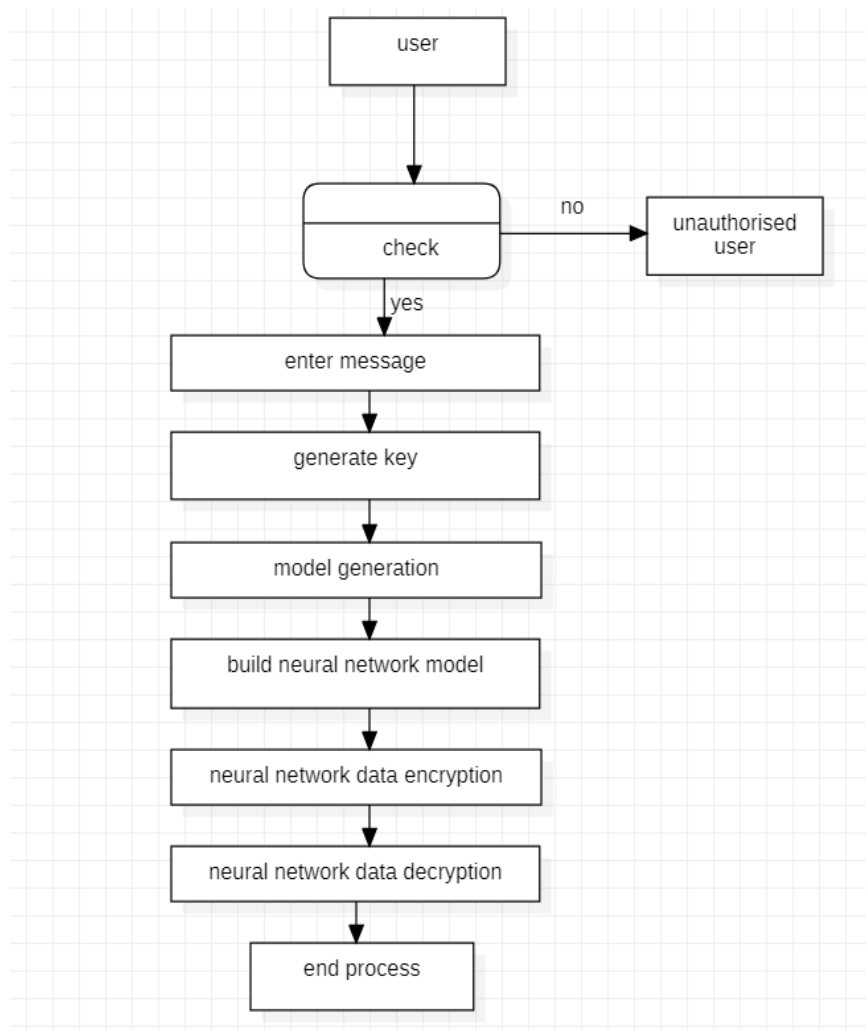 user
check
no
unauthorised
user
yes
enter message
generate key
model generation
build neural network model
neural network data encryption
neural network data decryption
end process